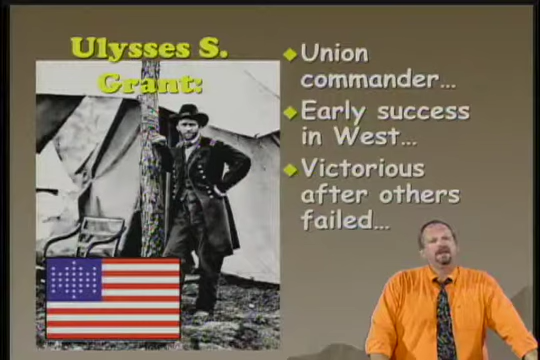 Ulysses S.
Grant:
Union
commander...
Early success
in West...
Victorious
after others
failed...